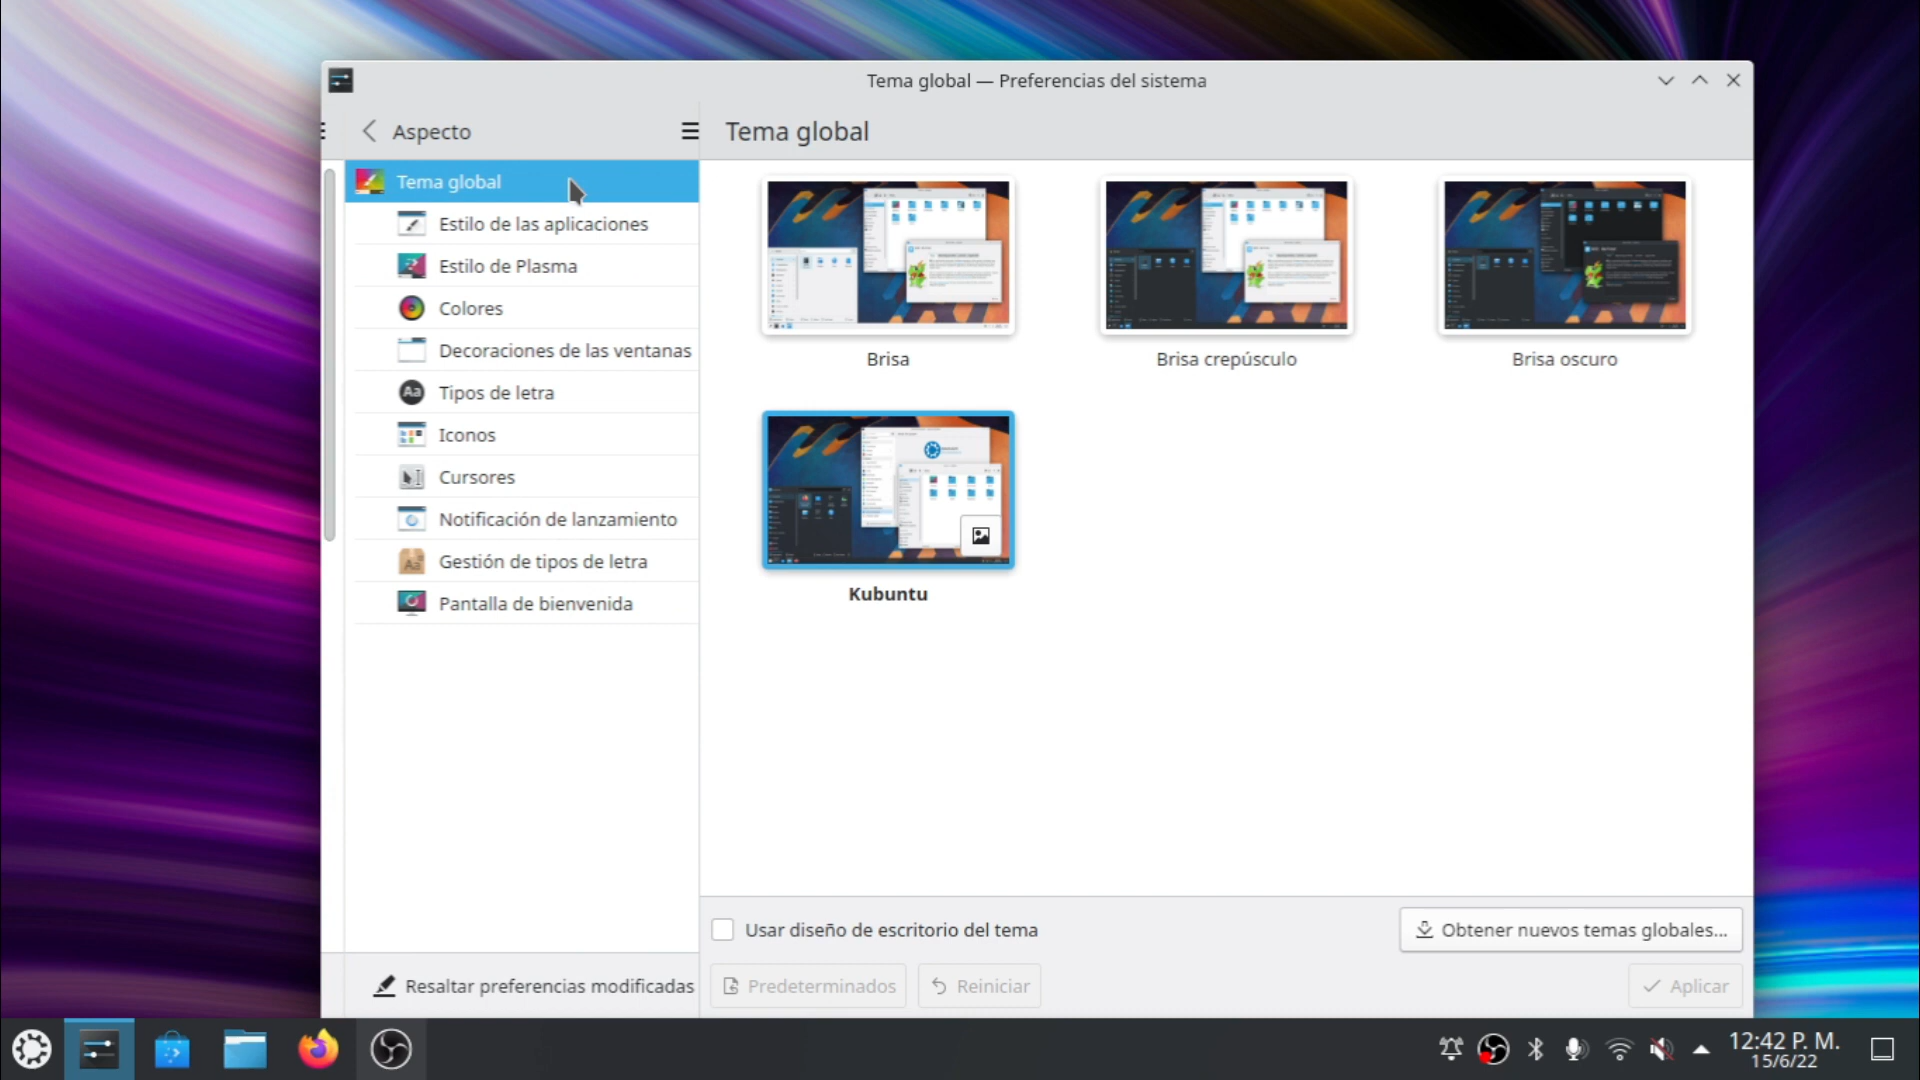 Tema global — Preferencias del sistema
Aspecto
Tema global
Tema global
Estilo de las aplicaciones
Estilo de Plasma
Colores
Decoraciones de las ventanas
Tipos de letra
Iconos
Cursores
Notificación de lanzamiento
Gestión de tipos de letra
Pantalla de bienvenida
Resaltar preferencias modificadas
Brisa
Brisa crepúsculo
Brisa oscuro
Kubuntu
Usar diseño de escritorio del tema
Obtener nuevos temas globales...
Predeterminados
Reiniciar
Aplicar
12:42 P. M.
15/6/22